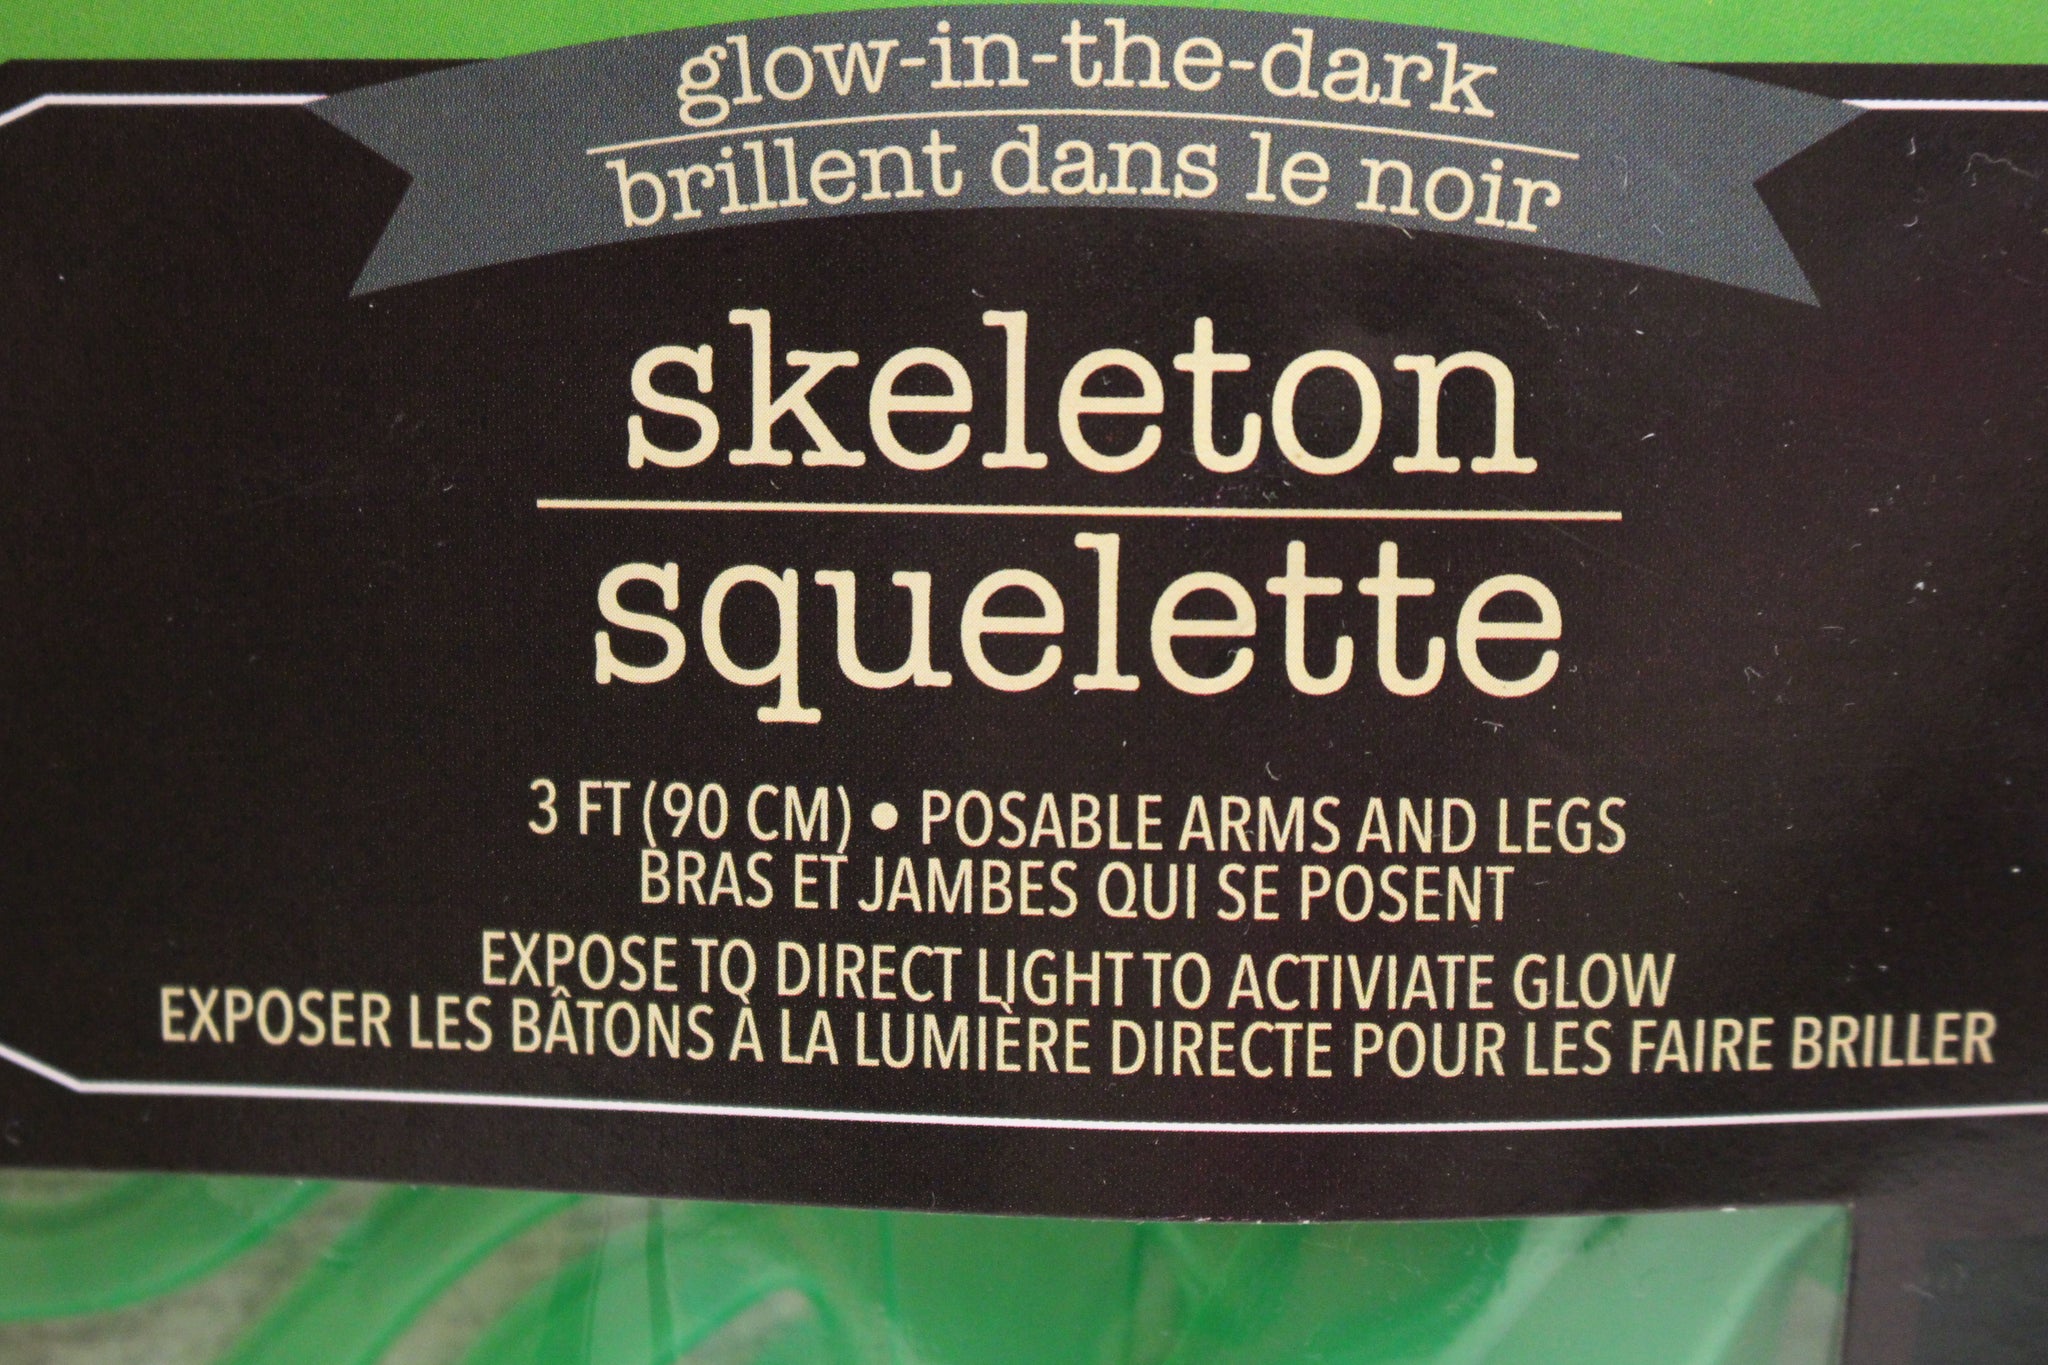 glow-in-the-dark
brillent dans le noir
skeleton
squelette
3 FT (90 CM) • POSABLE ARMS AND LEGS
BRAS ET JAMBES QUI SE POSENT
EXPOSE TO DIRECT LIGHT TO ACTIVIATE GLOW
EXPOSER LES BÂTONS À LA LUMIÈRE DIRECTE POUR LES FAIRE BRILLER